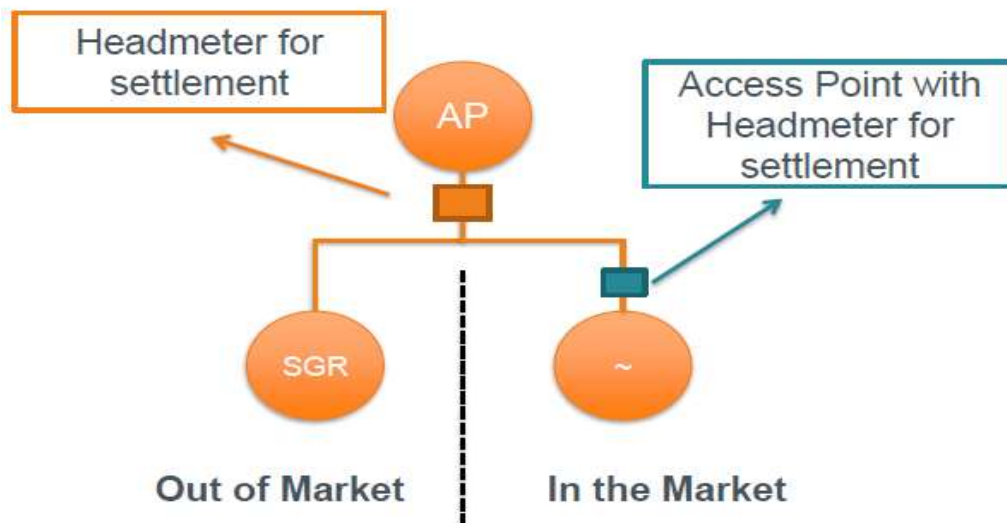 Headmeter for
settlement
AP
Access Point with
Headmeter for
settlement
SGR
~
Out of Market
In the Market